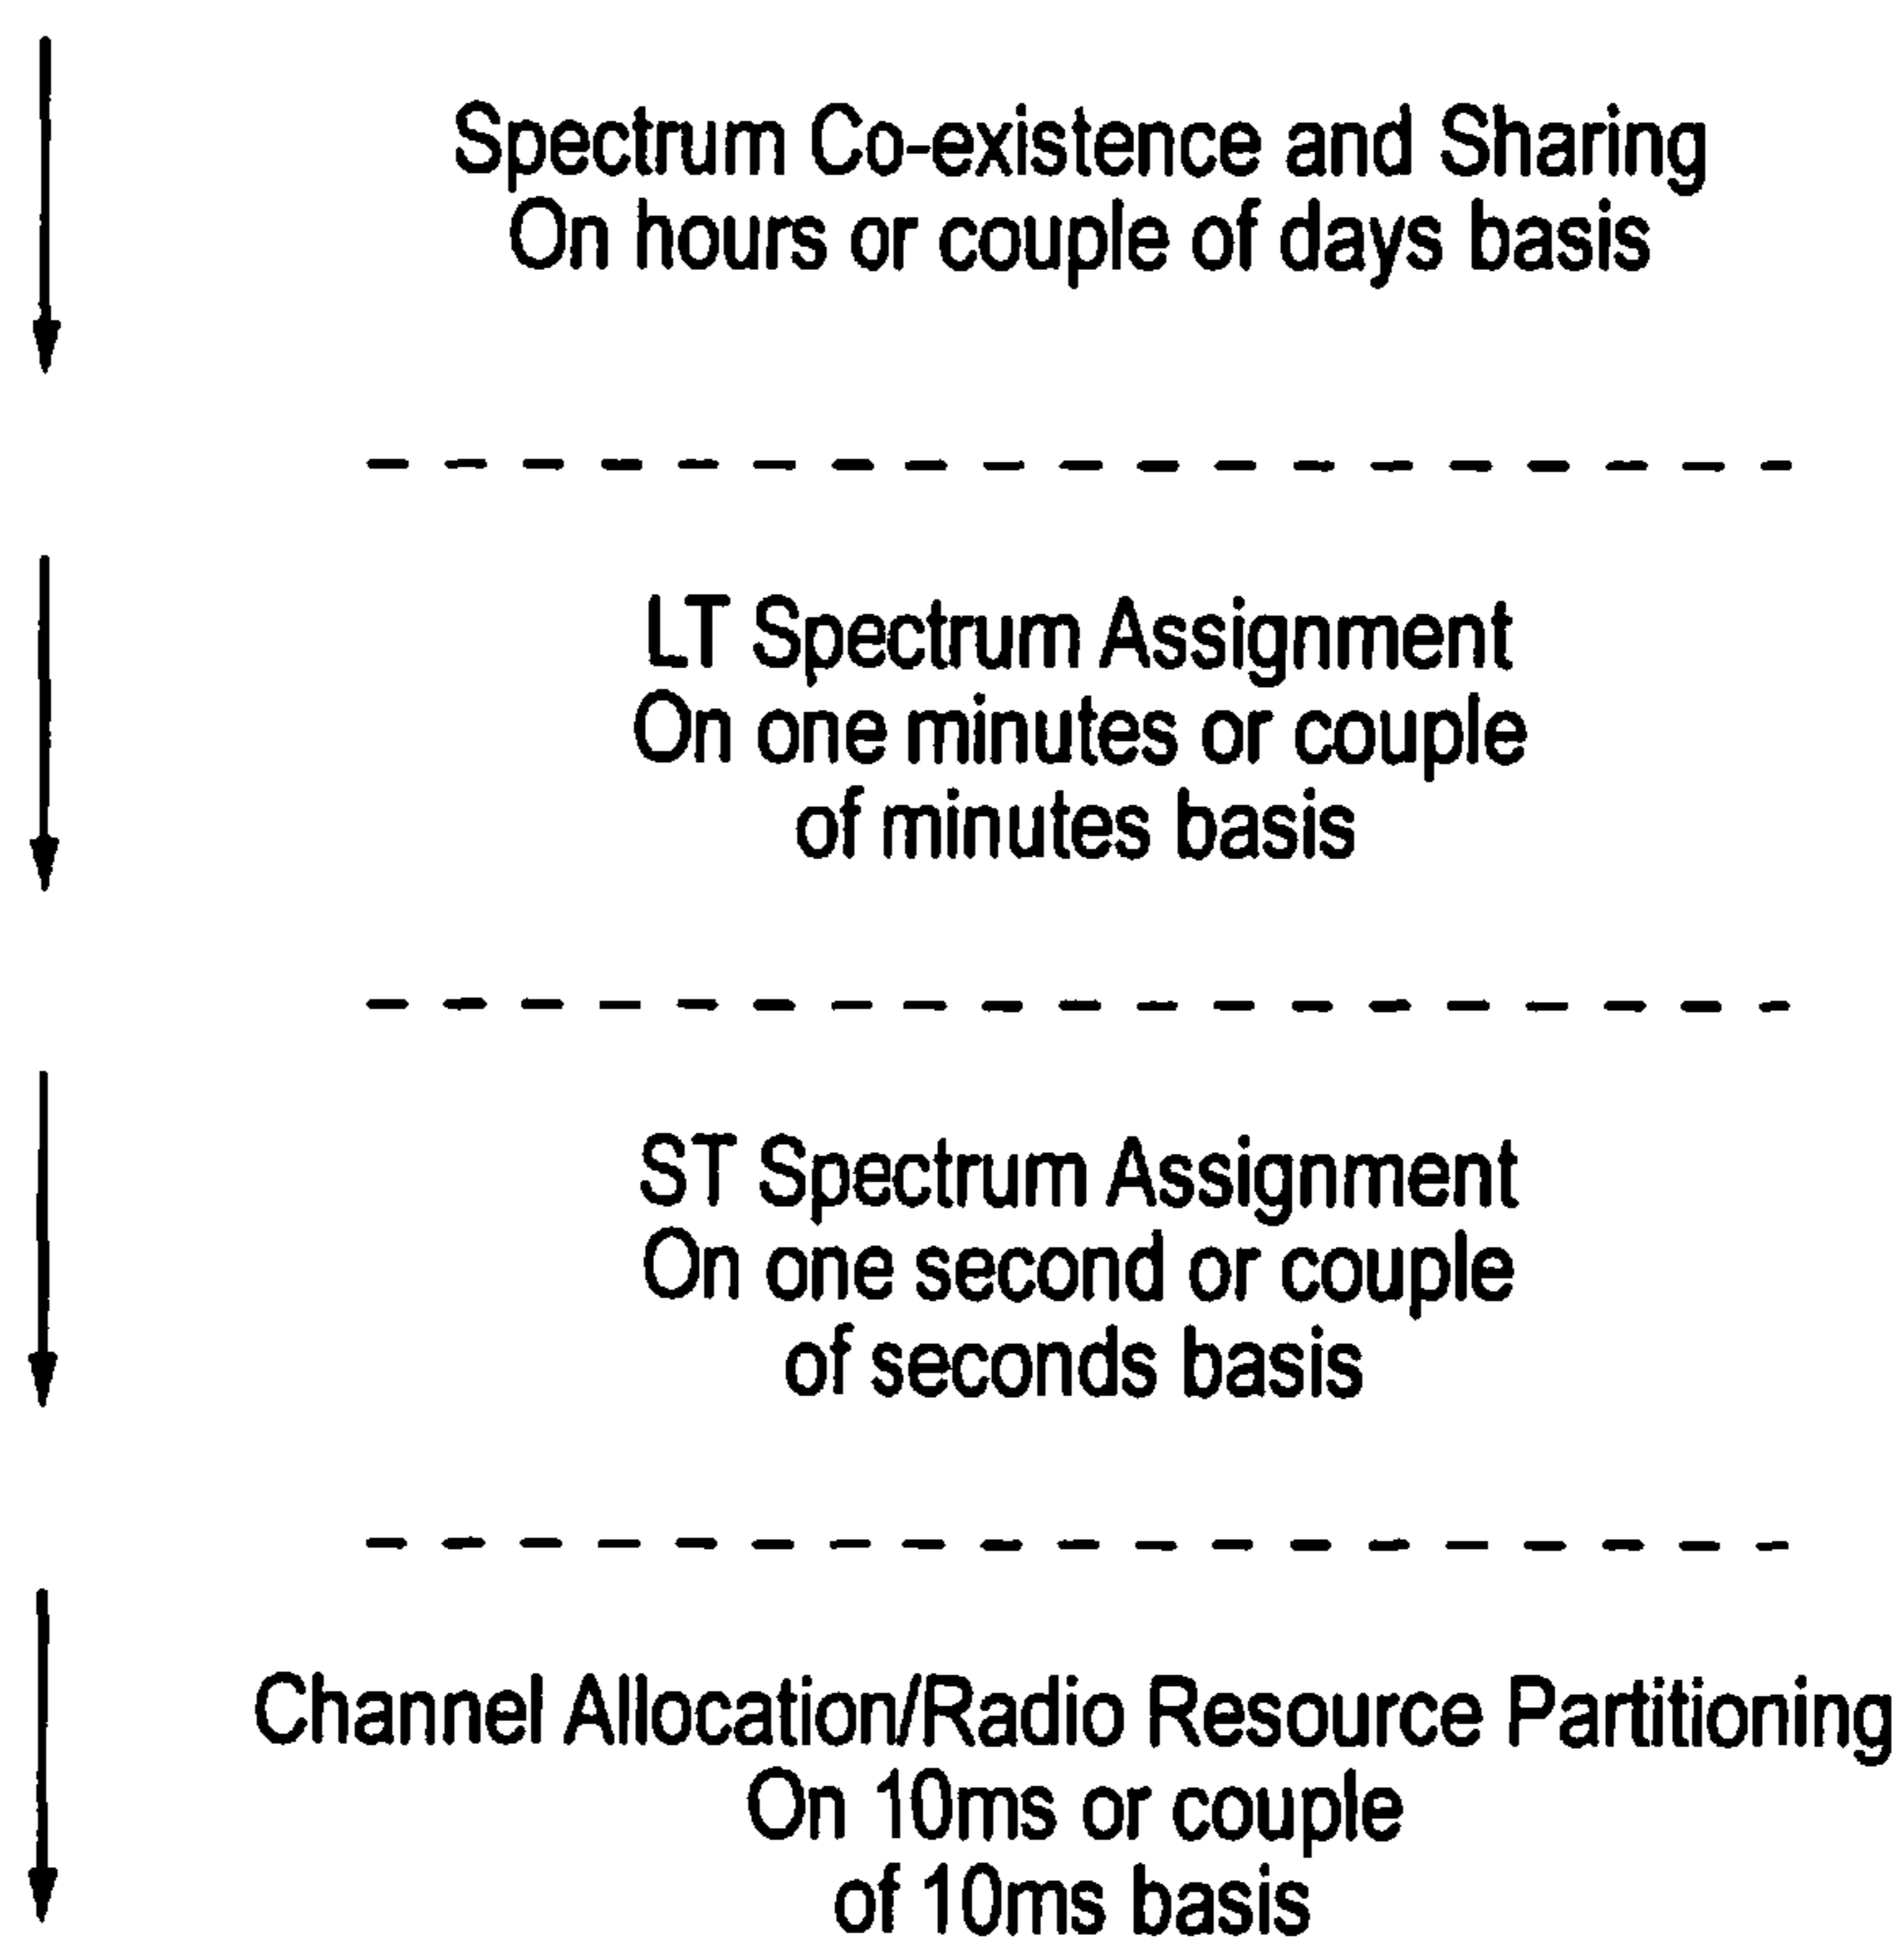 Spectrum Co-existence and Sharing
On hours or couple of days basis
LT Spectrum Assignment
On one minutes or couple
of minutes basis
ST Spectrum Assignment
On one second or couple
of seconds basis
Channel Allocation/Radio Resource Partitioning
On 10ms or couple
of 10ms basis